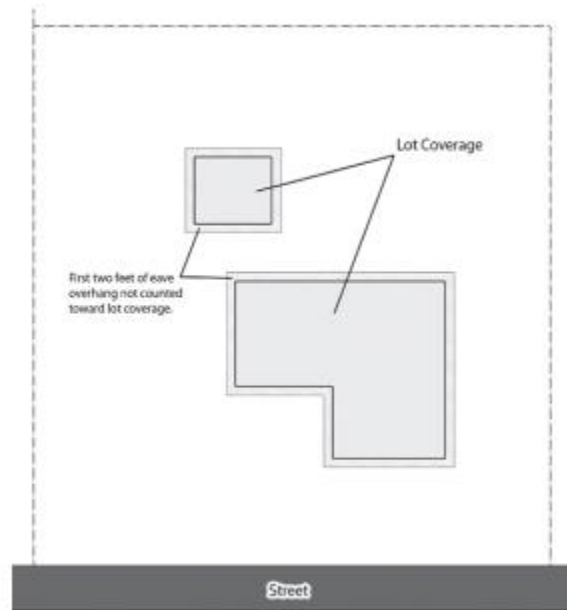 Lot Coverage
First two feet of eave
overhang not counted
toward lot coverage.
Street